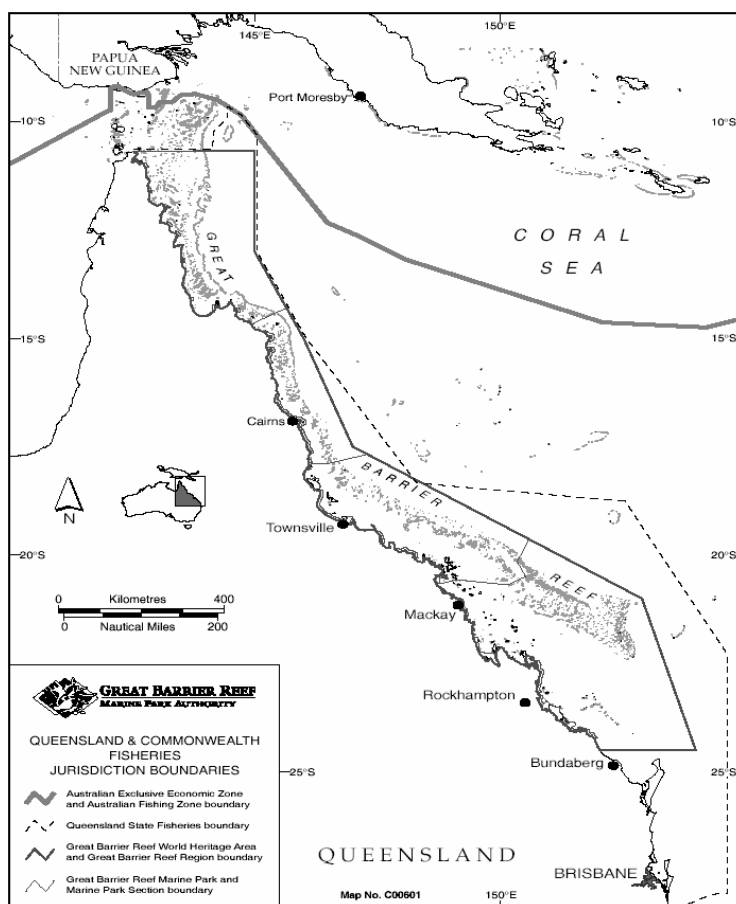 145°E
150°E
PAPUA
NEW GUINEA
Port Moresby
10°S
10°S
CORAL
SEA
GREAT
15°S
15°S
Cairns
BARRIER
N
Townsville
20°S
20°S
REEF
0 Kilometres 400
0 Nautical Miles 200
Mackay
GREAT BARRIER REEF
MARINE PARK AUTHORITY
Rockhampton
QUEENSLAND & COMMONWEALTH
FISHERIES
JURISDICTION BOUNDARIES
Bundaberg
25°S
25°S
Australian Exclusive Economic Zone
and Australian Fishing Zone boundary
Queensland State Fisheries boundary
Great Barrier Reef World Heritage Area
and Great Barrier Reef Region boundary
Great Barrier Reef Marine Park and
Marine Park Section boundary
QUEENSLAND
BRISBANE
Map No. C00601
150°E